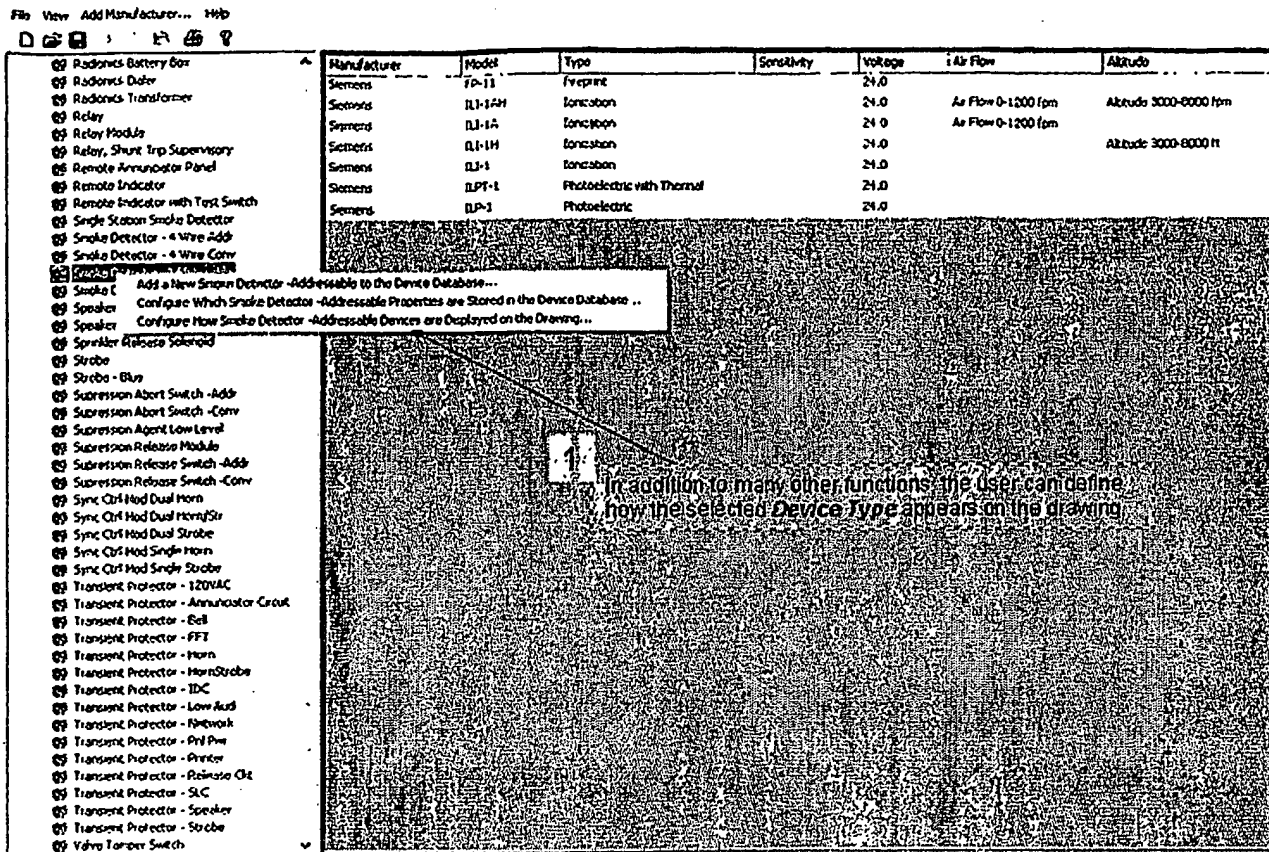 File View Add Manufacturer... Help
Radionics Battery Box
Radionics Dialer
Radionics Transformer
Relay
Relay Module
Relay, Shunt Trip Supervisory
Remote Annunciator Panel
Remote Indicator
Remote Indicator with Test Switch
Single Station Smoke Detector
Smoke Detector - 4 Wire Addr
Smoke Detector - 4 Wire Conv
Smoke
Smoke
Speaker
Speaker
Sprinkler Release Solenoid
Strobe
Strobe - Blue
Supression Abort Switch -Addr
Supression Abort Switch -Conv
Supression Agent Low Level
Supression Release Module
Supression Release Switch -Addr
Supression Release Switch -Conv
Sync Ctrl Mod Dual Horn
Sync Ctrl Mod Dual Horn/Str
Sync Ctrl Mod Dual Strobe
Sync Ctrl Mod Single Horn
Sync Ctrl Mod Single Strobe
Transient Protector - 120VAC
Transient Protector - Annunciator Circuit
Transient Protector - Bell
Transient Protector - FFT
Transient Protector - Horn
Transient Protector - HornStrobe
Transient Protector - IDC
Transient Protector - Low Aud
Transient Protector - Network
Transient Protector - Pnl Pwr
Transient Protector - Printer
Transient Protector - Release Ckt
Transient Protector - SLC
Transient Protector - Speaker
Transient Protector - Strobe
Valve Tamper Switch
Manufacturer Model Type Sensitivity Voltage Air Flow Altitude
Siemens FP-11 Fireprint 24.0
Siemens ILI-1AH Ionization 24.0 Air Flow 0-1200 fpm Altitude 3000-8000 fpm
Siemens ILI-1A Ionization 24.0 Air Flow 0-1200 fpm
Siemens ILI-1H Ionization 24.0 Altitude 3000-8000 ft
Siemens ILI-1 Ionization 24.0
Siemens ILPT-1 Photoelectric with Thermal 24.0
Siemens ILP-1 Photoelectric 24.0
Add a New Smoke Detector -Addressable to the Device Database...
Configure Which Smoke Detector -Addressable Properties are Stored in the Device Database ...
Configure How Smoke Detector -Addressable Devices are Displayed on the Drawing...
1
In addition to many other functions, the user can define
how the selected Device Type appears on the drawing